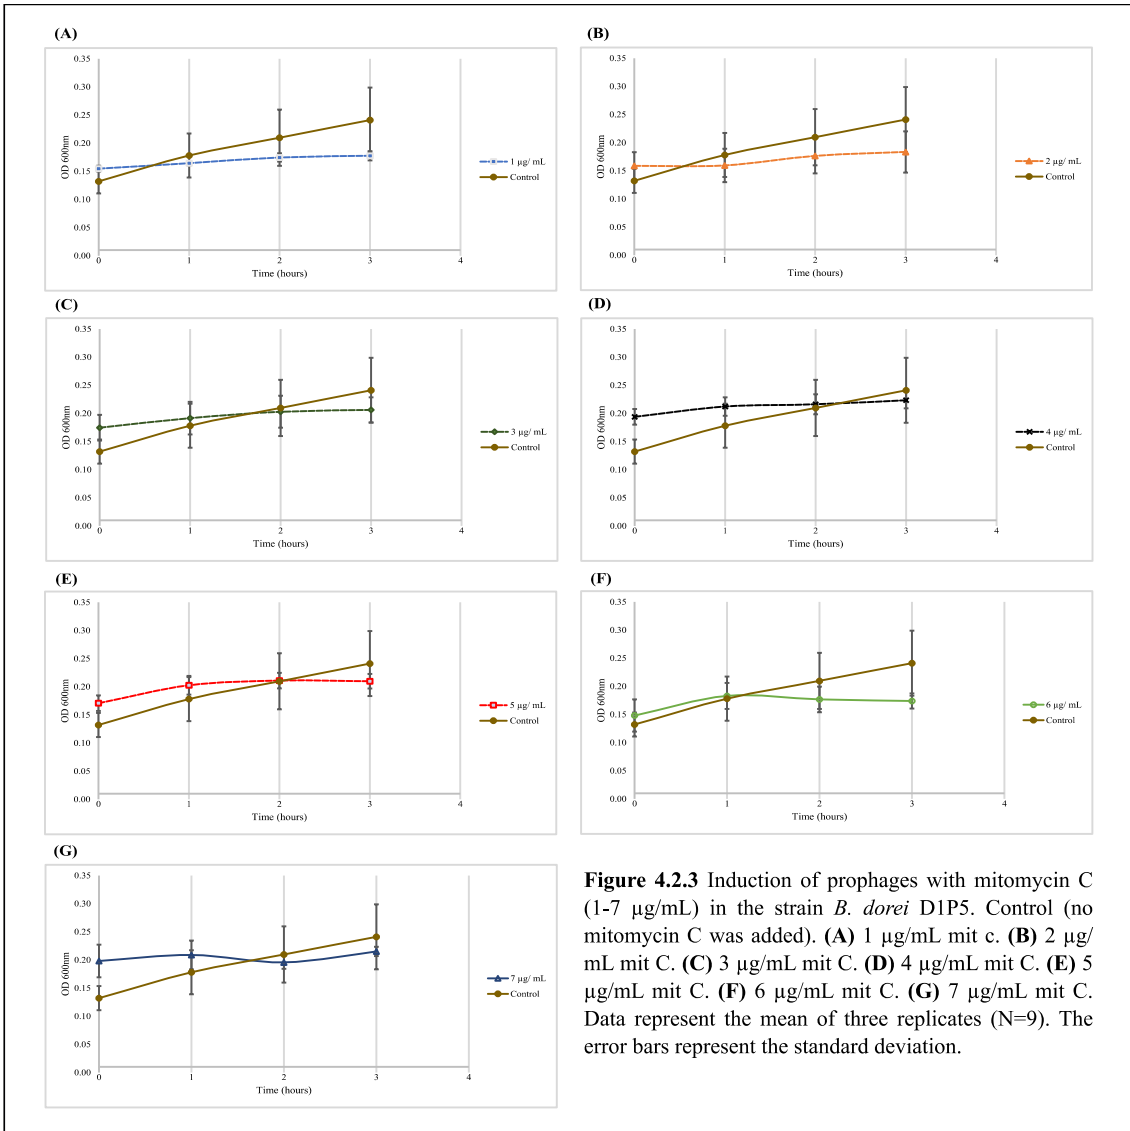 (A)
0.35
0.30
0.25
0.20
0.15
0.10
0.05
0.00
OD 600nm
0 1 2 3 4
Time (hours)
1 µg/ mL
Control
(B)
0.35
0.30
0.25
0.20
0.15
0.10
0.05
0.00
OD 600nm
0 1 2 3 4
Time (hours)
2 µg/ mL
Control
(C)
0.35
0.30
0.25
0.20
0.15
0.10
0.05
0.00
OD 600nm
0 1 2 3 4
Time (hours)
3 µg/ mL
Control
(D)
0.35
0.30
0.25
0.20
0.15
0.10
0.05
0.00
OD 600nm
0 1 2 3 4
Time (hours)
4 µg/ mL
Control
(E)
0.35
0.30
0.25
0.20
0.15
0.10
0.05
0.00
OD 600nm
0 1 2 3 4
Time (hours)
5 µg/ mL
Control
(F)
0.35
0.30
0.25
0.20
0.15
0.10
0.05
0.00
OD 600nm
0 1 2 3 4
Time (hours)
6 µg/ mL
Control
(G)
0.35
0.30
0.25
0.20
0.15
0.10
0.05
0.00
OD 600nm
0 1 2 3 4
Time (hours)
7 µg/ mL
Control
Figure 4.2.3 Induction of prophages with mitomycin C
(1-7 µg/mL) in the strain B. dorei D1P5. Control (no
mitomycin C was added). (A) 1 µg/mL mit c. (B) 2 µg/
mL mit C. (C) 3 µg/mL mit C. (D) 4 µg/mL mit C. (E) 5
µg/mL mit C. (F) 6 µg/mL mit C. (G) 7 µg/mL mit C.
Data represent the mean of three replicates (N=9). The
error bars represent the standard deviation.